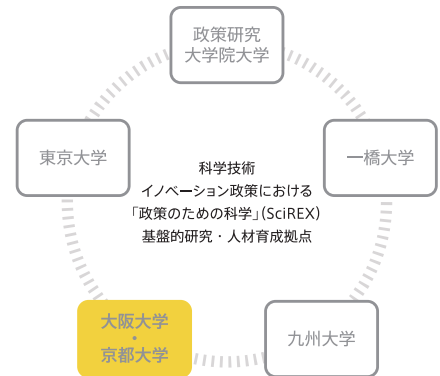 政策研究
大学院大学
東京大学
一橋大学
科学技術
イノベーション政策における
「政策のための科学」(SciREX)
基盤的研究・人材育成拠点
大阪大学
・
京都大学
九州大学